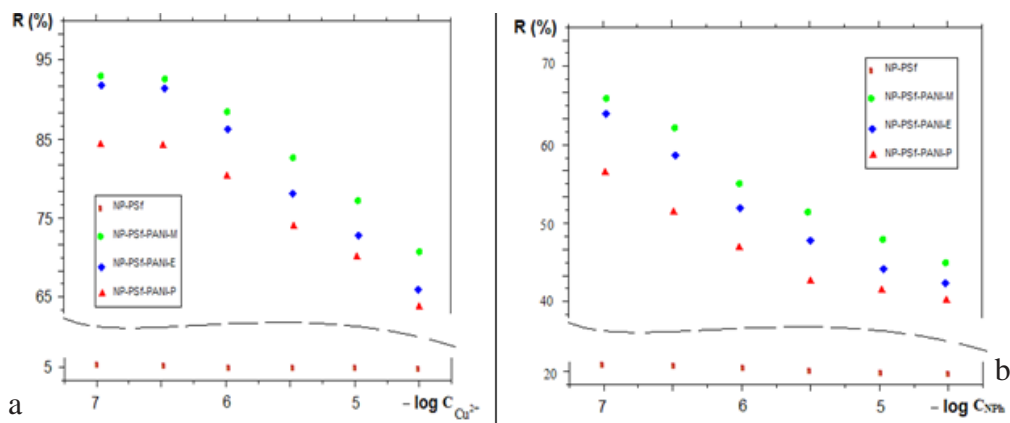 R (%)
95
85
75
65
5
7
6
5
– log C Cu²⁺
NP-PSf
NP-PSf-PANI-M
NP-PSf-PANI-E
NP-PSf-PANI-P
a
R (%)
70
60
50
40
20
7
6
5
– log CNPh
NP-PSf
NP-PSf-PANI-M
NP-PSf-PANI-E
NP-PSf-PANI-P
b